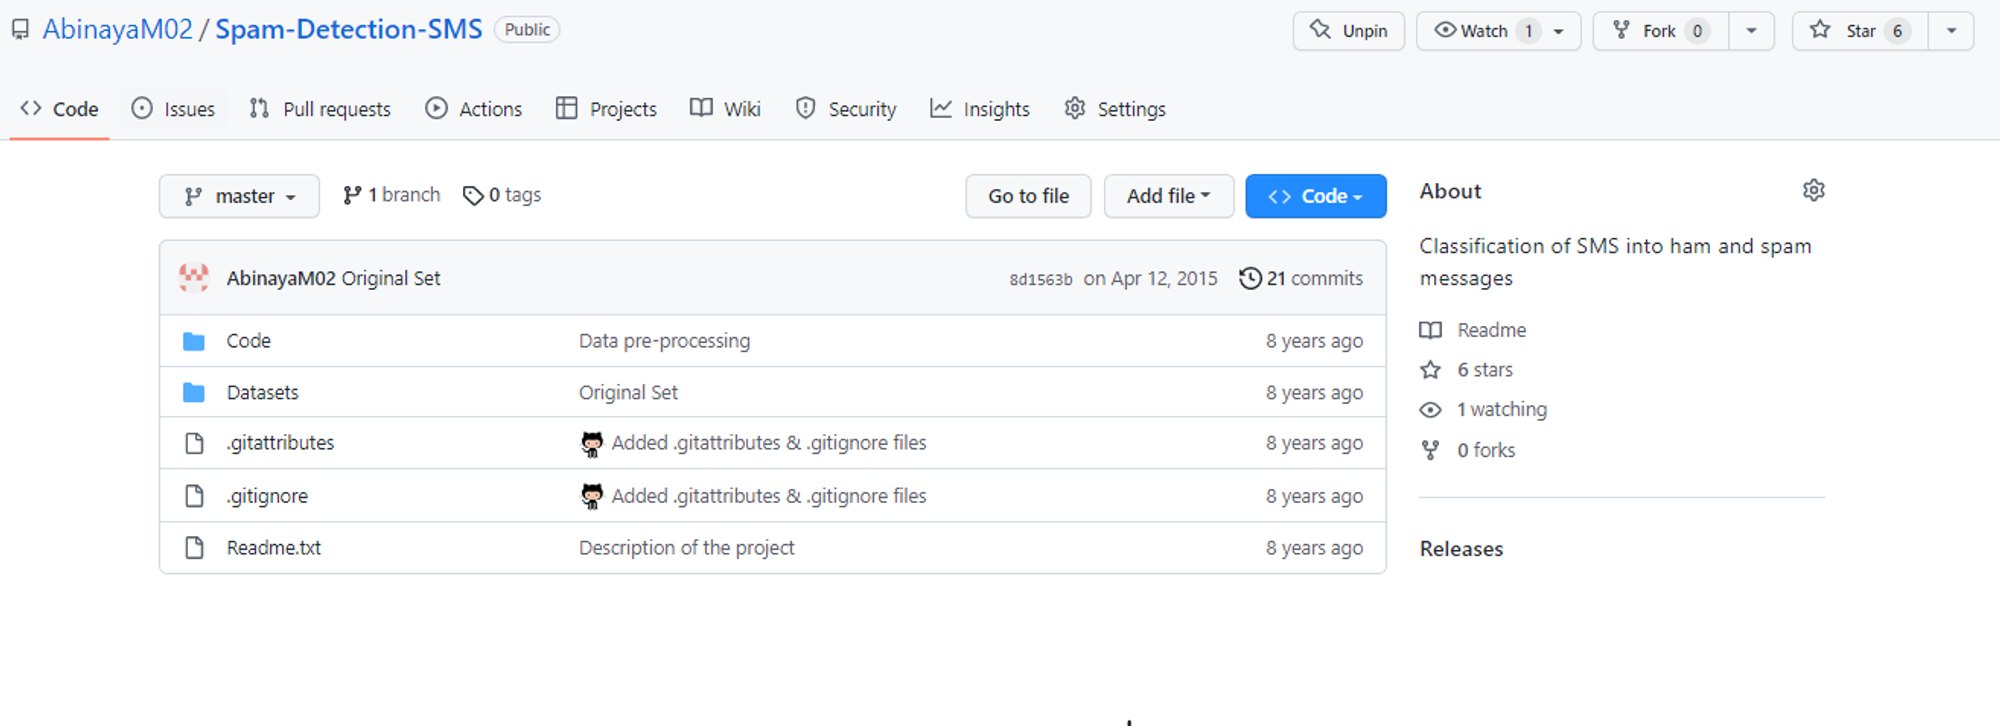 AbinayaM02 / Spam-Detection-SMS Public Unpin Watch 1 Fork 0 Star 6
Code Issues Pull requests Actions Projects Wiki Security Insights Settings
master 1 branch 0 tags Go to file Add file Code
AbinayaM02 Original Set 8d1563b on Apr 12, 2015 21 commits
Code Data pre-processing 8 years ago
Datasets Original Set 8 years ago
.gitattributes Added .gitattributes & .gitignore files 8 years ago
.gitignore Added .gitattributes & .gitignore files 8 years ago
Readme.txt Description of the project 8 years ago
About
Classification of SMS into ham and spam
messages
Readme
6 stars
1 watching
0 forks
Releases